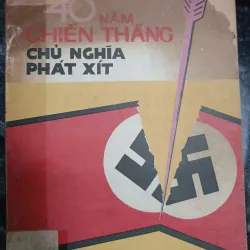 40 NĂM
CHIẾN THẮNG
CHỦ NGHĨA
PHÁT XÍT